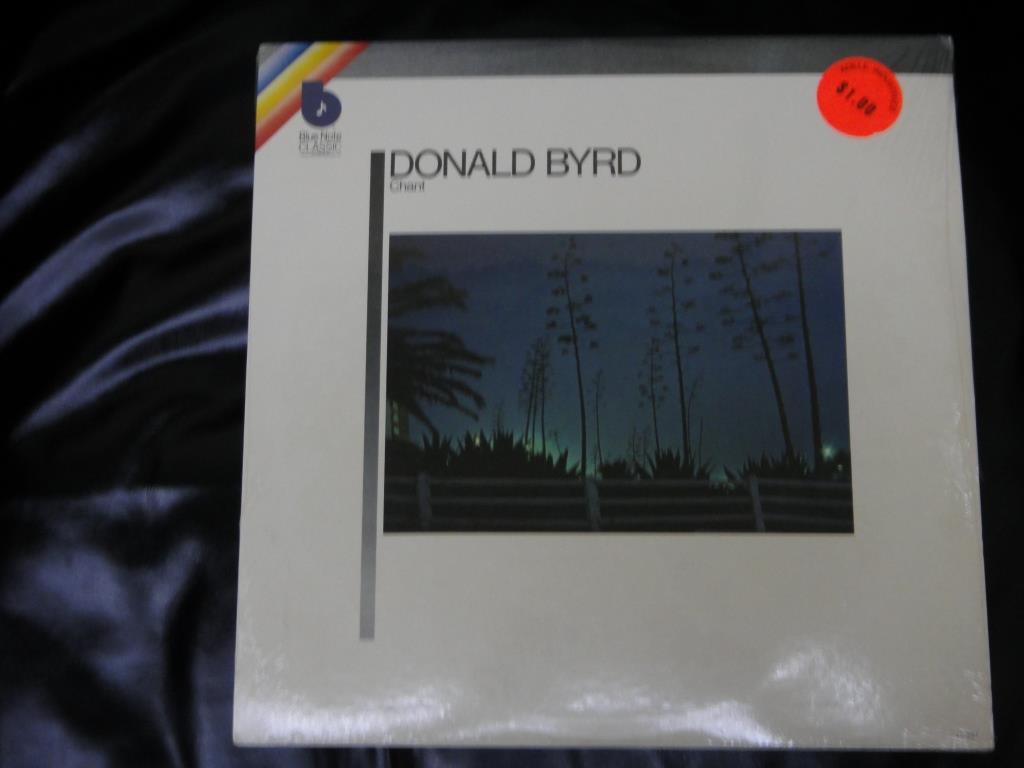 Blue Note
CLASSIC
DONALD BYRD
Chant
$1.00